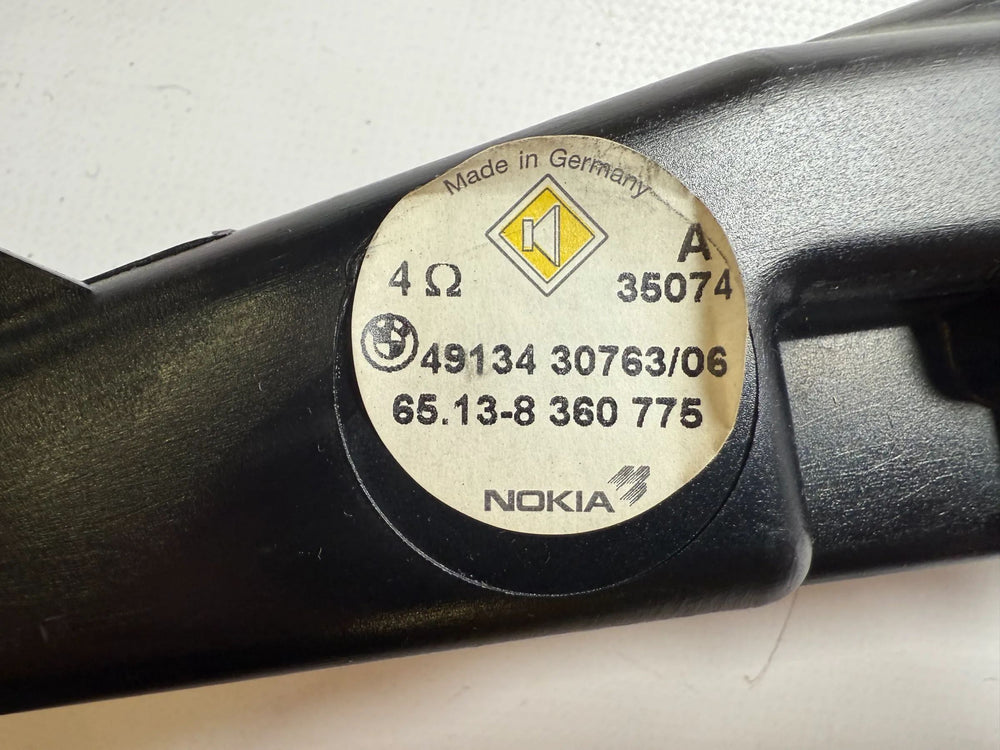 Made in Germany
A
4 Ω 35074
49134 30763/06
65.13-8 360 775
NOKIA